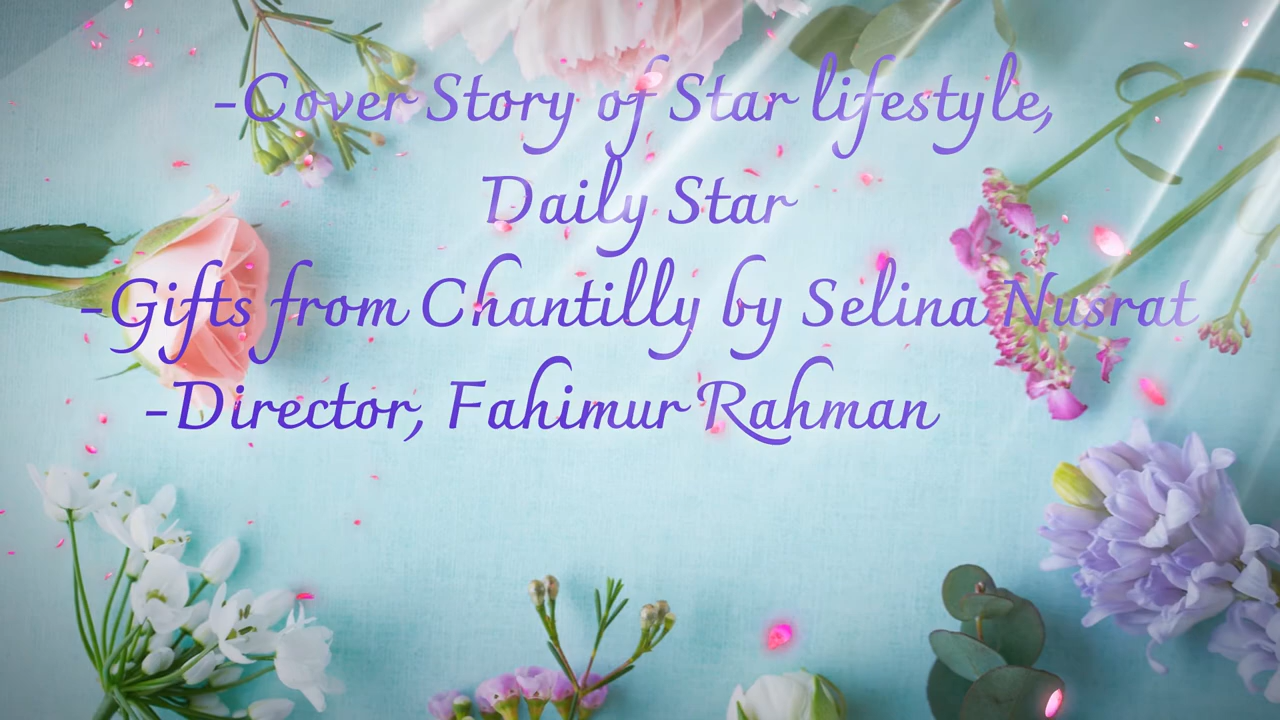 -Cover Story of Star lifestyle,
Daily Star
-Gifts from Chantilly by Selina Nusrat
-Director, Fahimur Rahman